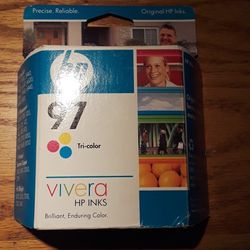 Precise. Reliable.
Original HP Inks.
hp
97
Tri-color
vivera
HP INKS
Brilliant, Enduring Color.